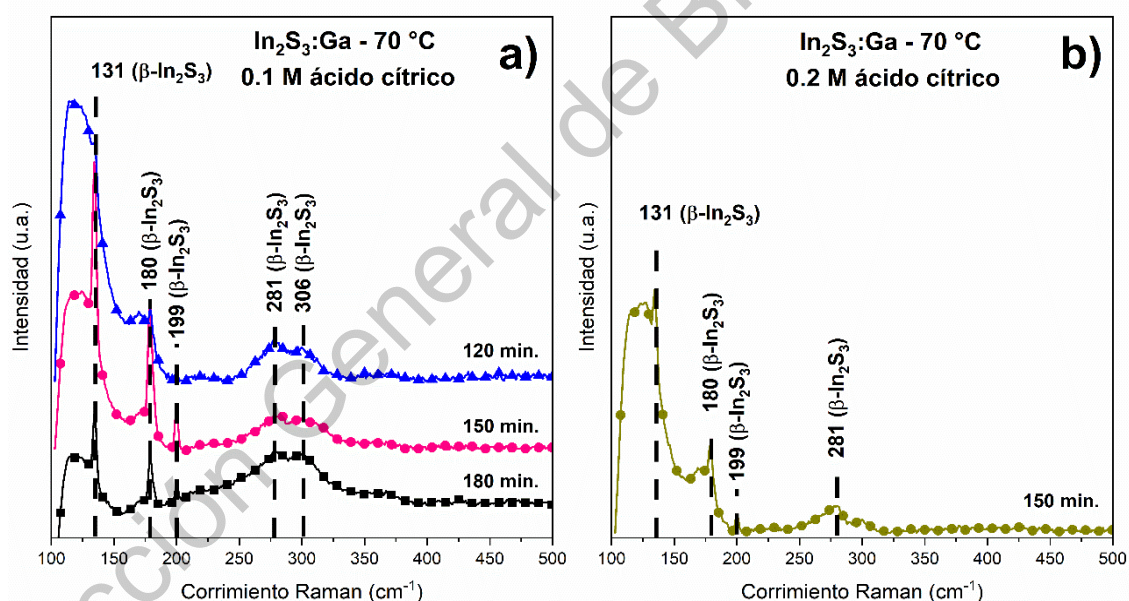 In₂S₃:Ga - 70 °C
0.1 M ácido cítrico
a)
131 (β-In₂S₃)
180 (β-In₂S₃)
199 (β-In₂S₃)
281 (β-In₂S₃)
306 (β-In₂S₃)
120 min.
150 min.
180 min.
Intensidad (u.a.)
100 150 200 250 300 350 400 450 500
Corrimiento Raman (cm⁻¹)
In₂S₃:Ga - 70 °C
0.2 M ácido cítrico
b)
131 (β-In₂S₃)
180 (β-In₂S₃)
199 (β-In₂S₃)
281 (β-In₂S₃)
150 min.
Intensidad (u.a.)
100 150 200 250 300 350 400 450 500
Corrimiento Raman (cm⁻¹)
General de